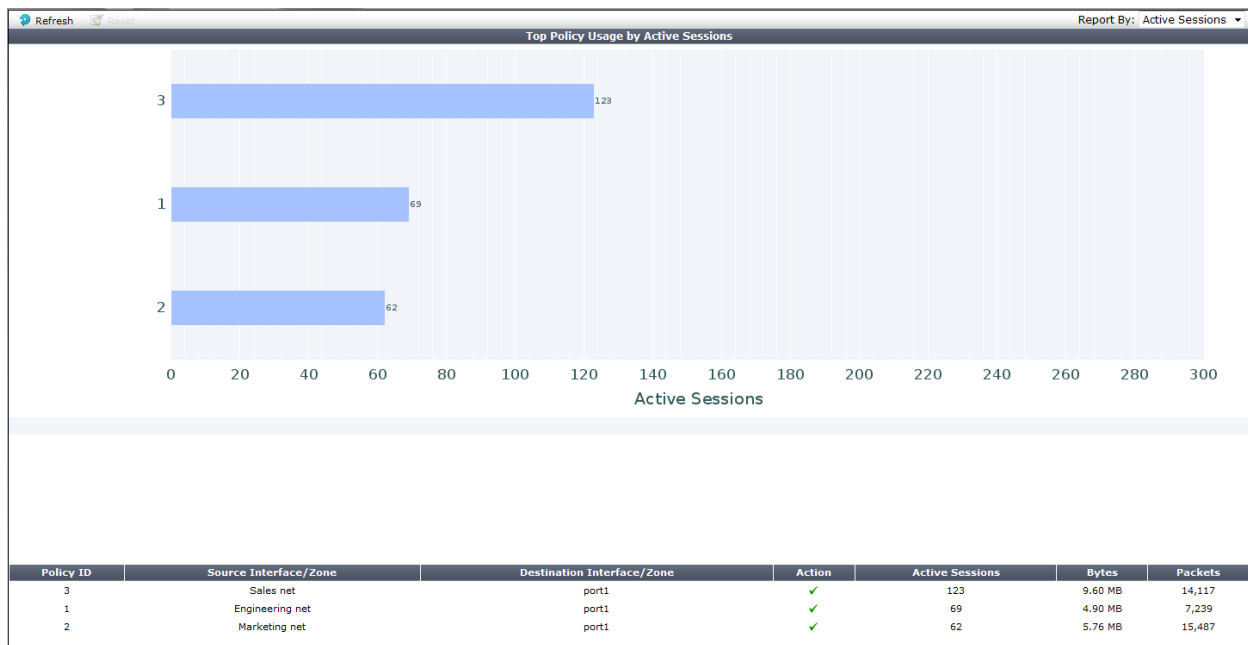 Refresh Reset Report By: Active Sessions
Top Policy Usage by Active Sessions
3 123
1 69
2 62
0 20 40 60 80 100 120 140 160 180 200 220 240 260 280 300
Active Sessions
Policy ID Source Interface/Zone Destination Interface/Zone Action Active Sessions Bytes Packets
3 Sales net port1 123 9.60 MB 14,117
1 Engineering net port1 69 4.90 MB 7,239
2 Marketing net port1 62 5.76 MB 15,487